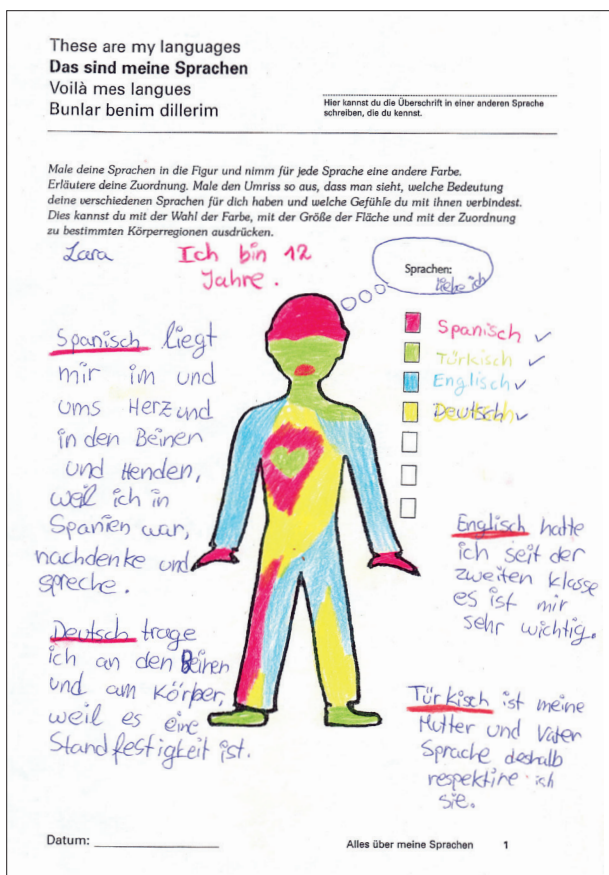 These are my languages
Das sind meine Sprachen
Voilà mes langues
Bunlar benim dillerim
Hier kannst du die Überschrift in einer anderen Sprache
schreiben, die du kennst.
Male deine Sprachen in die Figur und nimm für jede Sprache eine andere Farbe.
Erläutere deine Zuordnung. Male den Umriss so aus, dass man sieht, welche Bedeutung
deine verschiedenen Sprachen für dich haben und welche Gefühle du mit ihnen verbindest.
Dies kannst du mit der Wahl der Farbe, mit der Größe der Fläche und mit der Zuordnung
zu bestimmten Körperregionen ausdrücken.
Lara
Ich bin 12
Jahre.
Sprachen:
liebe ich
Spanisch
Türkisch
Englisch
Deutsch
Spanisch liegt
mir im und
ums Herz und
in den Beinen
und Henden,
weil ich in
Spanien war,
nachdenke und
spreche.
Deutsch trage
ich an den Beinen
und am Körper,
weil es eine
Standfestigkeit ist.
Englisch hatte
ich seit der
zweiten klasse
es ist mir
sehr wichtig.
Türkisch ist meine
Mutter und Vater
Sprache deshalb
respektire ich
sie.
Datum:
Alles über meine Sprachen 1